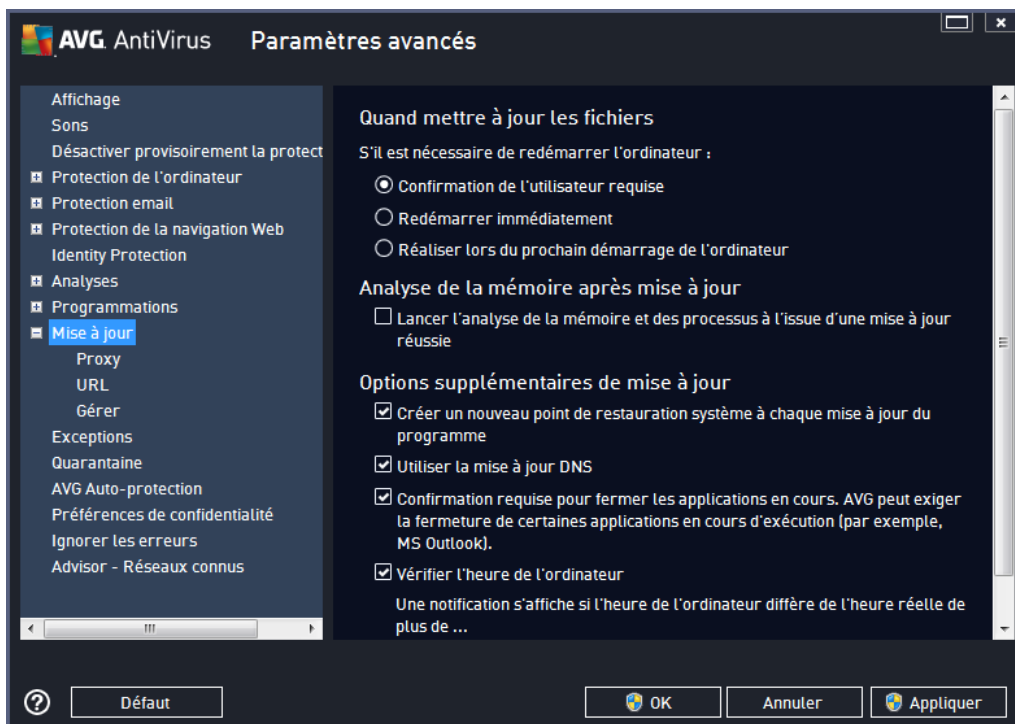 AVG AntiVirus Paramètres avancés
Affichage
Sons
Désactiver provisoirement la protect
Protection de l'ordinateur
Protection email
Protection de la navigation Web
Identity Protection
Analyses
Programmations
Mise à jour
Proxy
URL
Gérer
Exceptions
Quarantaine
AVG Auto-protection
Préférences de confidentialité
Ignorer les erreurs
Advisor - Réseaux connus
Quand mettre à jour les fichiers
S'il est nécessaire de redémarrer l'ordinateur :
Confirmation de l'utilisateur requise
Redémarrer immédiatement
Réaliser lors du prochain démarrage de l'ordinateur
Analyse de la mémoire après mise à jour
Lancer l'analyse de la mémoire et des processus à l'issue d'une mise à jour
réussie
Options supplémentaires de mise à jour
Créer un nouveau point de restauration système à chaque mise à jour du
programme
Utiliser la mise à jour DNS
Confirmation requise pour fermer les applications en cours. AVG peut exiger
la fermeture de certaines applications en cours d'exécution (par exemple,
MS Outlook).
Vérifier l'heure de l'ordinateur
Une notification s'affiche si l'heure de l'ordinateur diffère de l'heure réelle de
plus de ...
Défaut
OK
Annuler
Appliquer